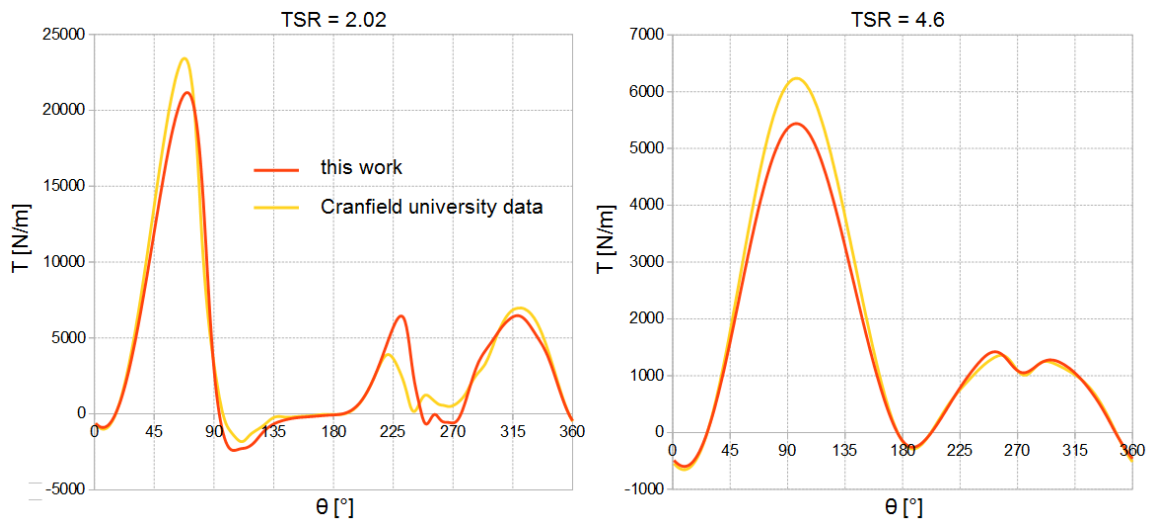 TSR = 2.02
25000
20000
15000
10000
5000
0
-5000
T [N/m]
this work
Cranfield university data
0 45 90 135 180 225 270 315 360
θ [°]
TSR = 4.6
7000
6000
5000
4000
3000
2000
1000
0
-1000
T [N/m]
0 45 90 135 180 225 270 315 360
θ [°]